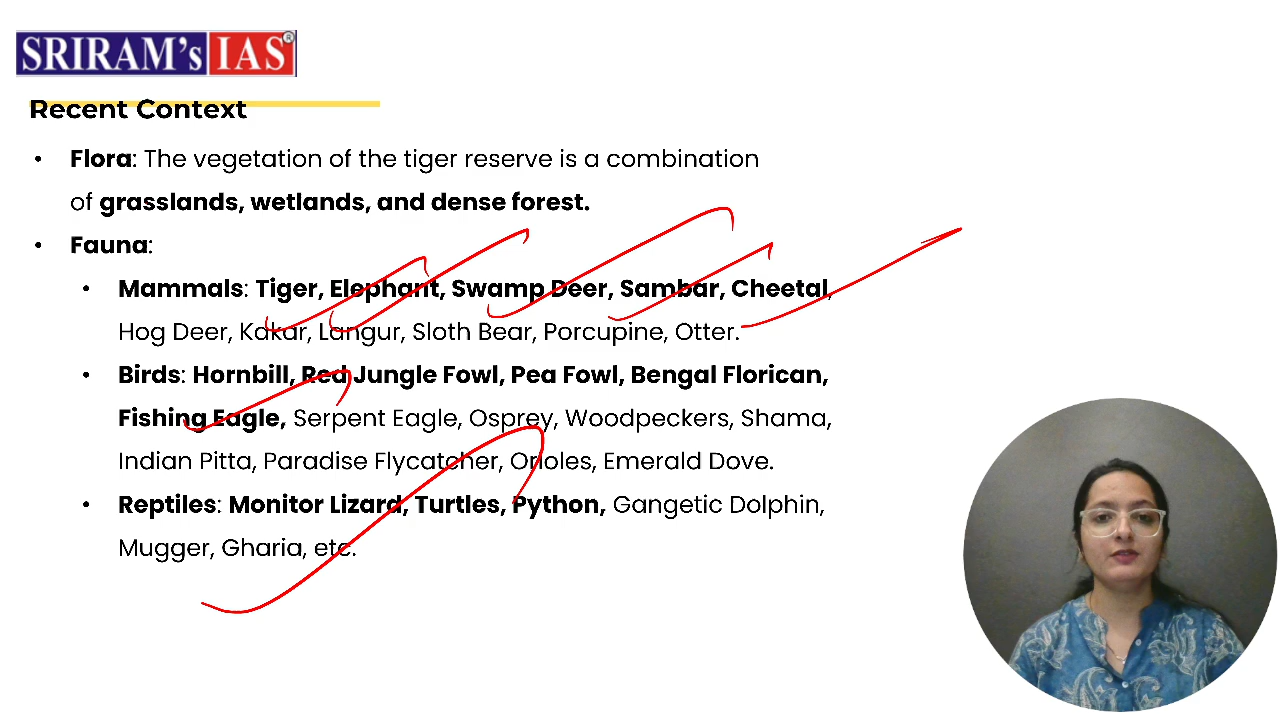 SRIRAM's IAS®
Recent Context
• Flora: The vegetation of the tiger reserve is a combination
of grasslands, wetlands, and dense forest.
• Fauna:
• Mammals: Tiger, Elephant, Swamp Deer, Sambar, Cheetal,
Hog Deer, Kakar, Langur, Sloth Bear, Porcupine, Otter.
• Birds: Hornbill, Red Jungle Fowl, Pea Fowl, Bengal Florican,
Fishing Eagle, Serpent Eagle, Osprey, Woodpeckers, Shama,
Indian Pitta, Paradise Flycatcher, Orioles, Emerald Dove.
• Reptiles: Monitor Lizard, Turtles, Python, Gangetic Dolphin,
Mugger, Gharia, etc.